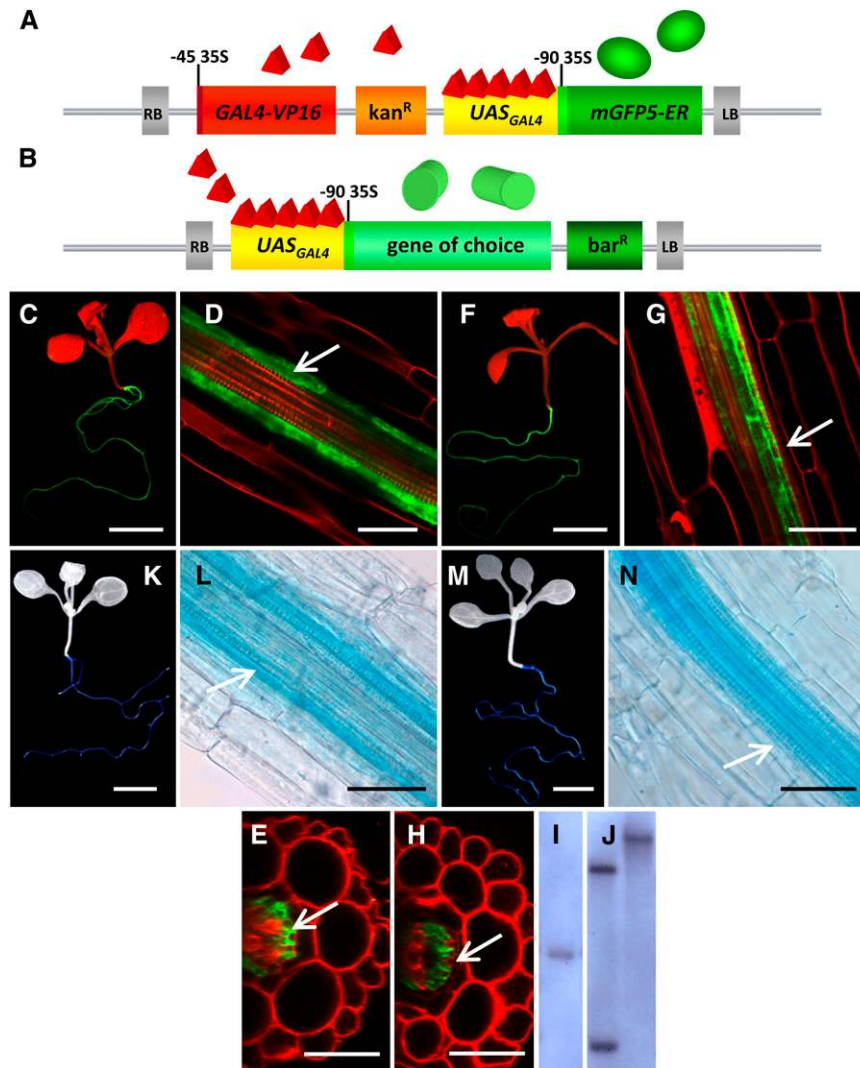 A
-45 35S
-90 35S
RB
GAL4-VP16
kanR
UASGAL4
mGFP5-ER
LB
B
-90 35S
RB
UASGAL4
gene of choice
barR
LB
C
D
F
G
K
L
M
N
E
H
I
J